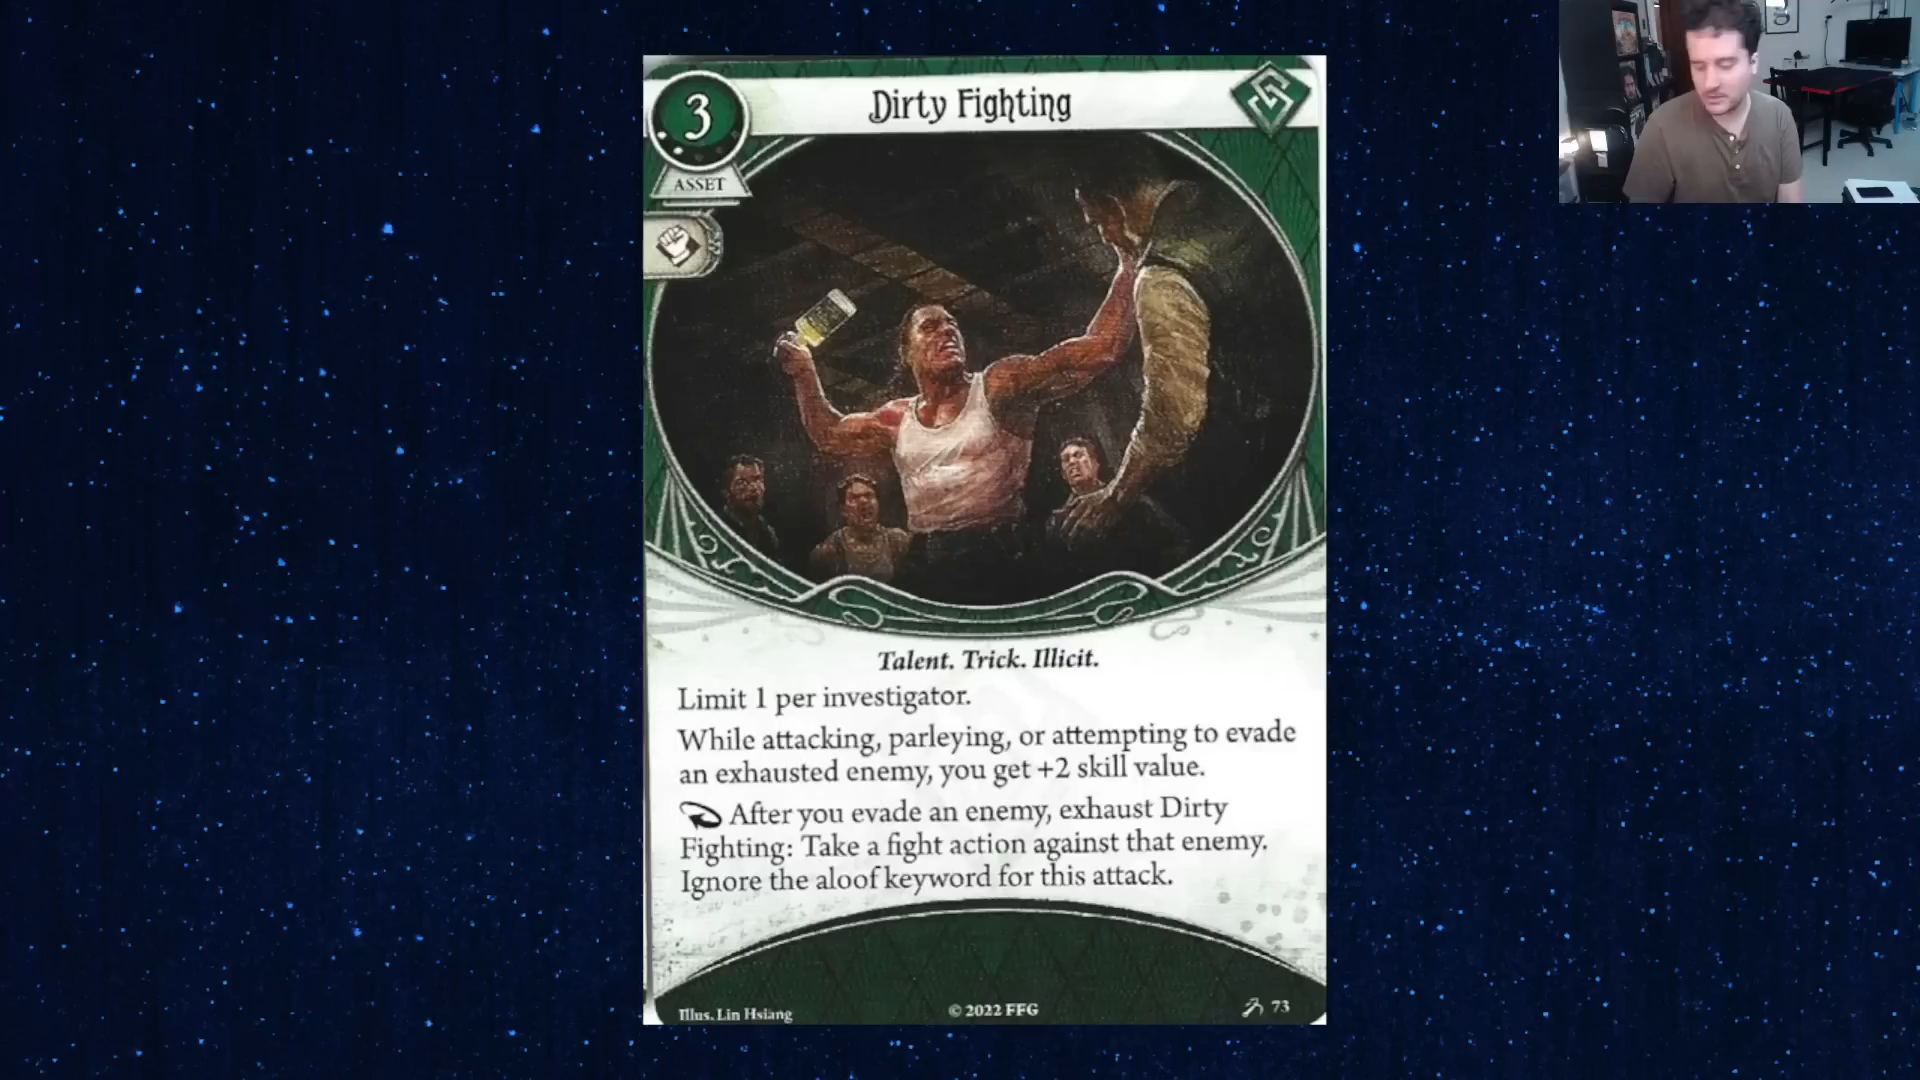 3
Dirty Fighting
ASSET
Talent. Trick. Illicit.
Limit 1 per investigator.
While attacking, parleying, or attempting to evade
an exhausted enemy, you get +2 skill value.
After you evade an enemy, exhaust Dirty
Fighting: Take a fight action against that enemy.
Ignore the aloof keyword for this attack.
Illus. Lin Hsiang
© 2022 FFG
73